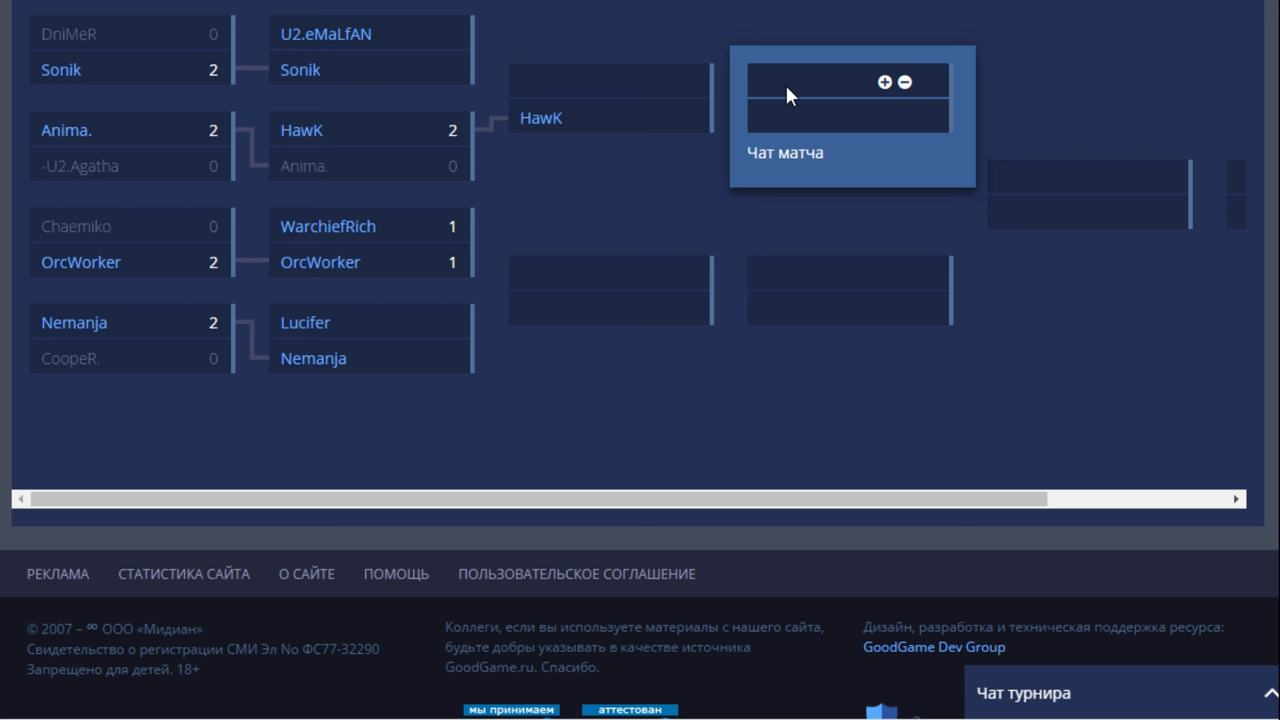 DniMeR 0
Sonik 2
U2.eMaLfAN
Sonik
HawK
Чат матча
Anima. 2
-U2.Agatha 0
HawK 2
Anima. 0
Chaemiko 0
OrcWorker 2
WarchiefRich 1
OrcWorker 1
Nemanja 2
CoopeR. 0
Lucifer
Nemanja
РЕКЛАМА СТАТИСТИКА САЙТА О САЙТЕ ПОМОЩЬ ПОЛЬЗОВАТЕЛЬСКОЕ СОГЛАШЕНИЕ
© 2007 – ∞ ООО «Мидиан»
Свидетельство о регистрации СМИ Эл No ФС77-32290
Запрещено для детей. 18+
Коллеги, если вы используете материалы с нашего сайта,
будьте добры указывать в качестве источника
GoodGame.ru. Спасибо.
Дизайн, разработка и техническая поддержка ресурса:
GoodGame Dev Group
Чат турнира
мы принимаем
аттестован